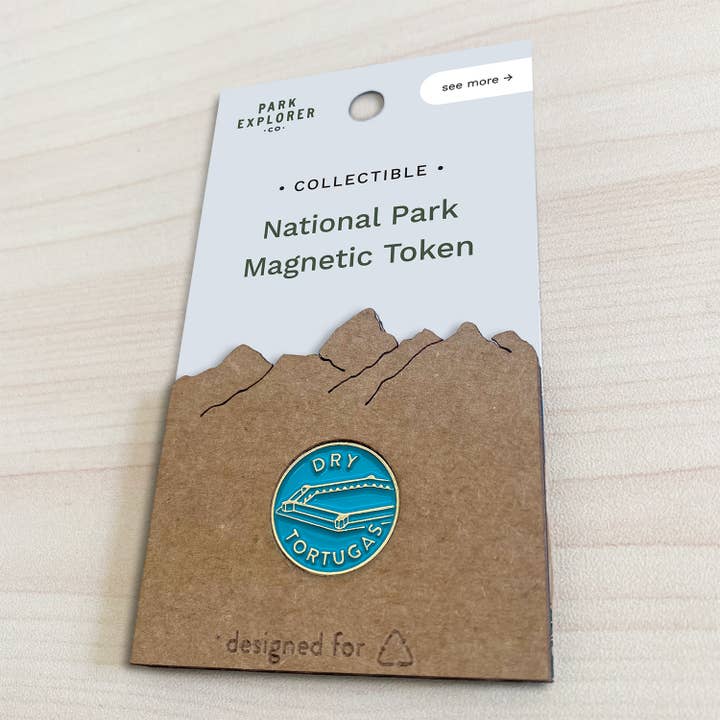 PARK
EXPLORER
·CO·
see more →
• COLLECTIBLE •
National Park
Magnetic Token
DRY
TORTUGAS
designed for